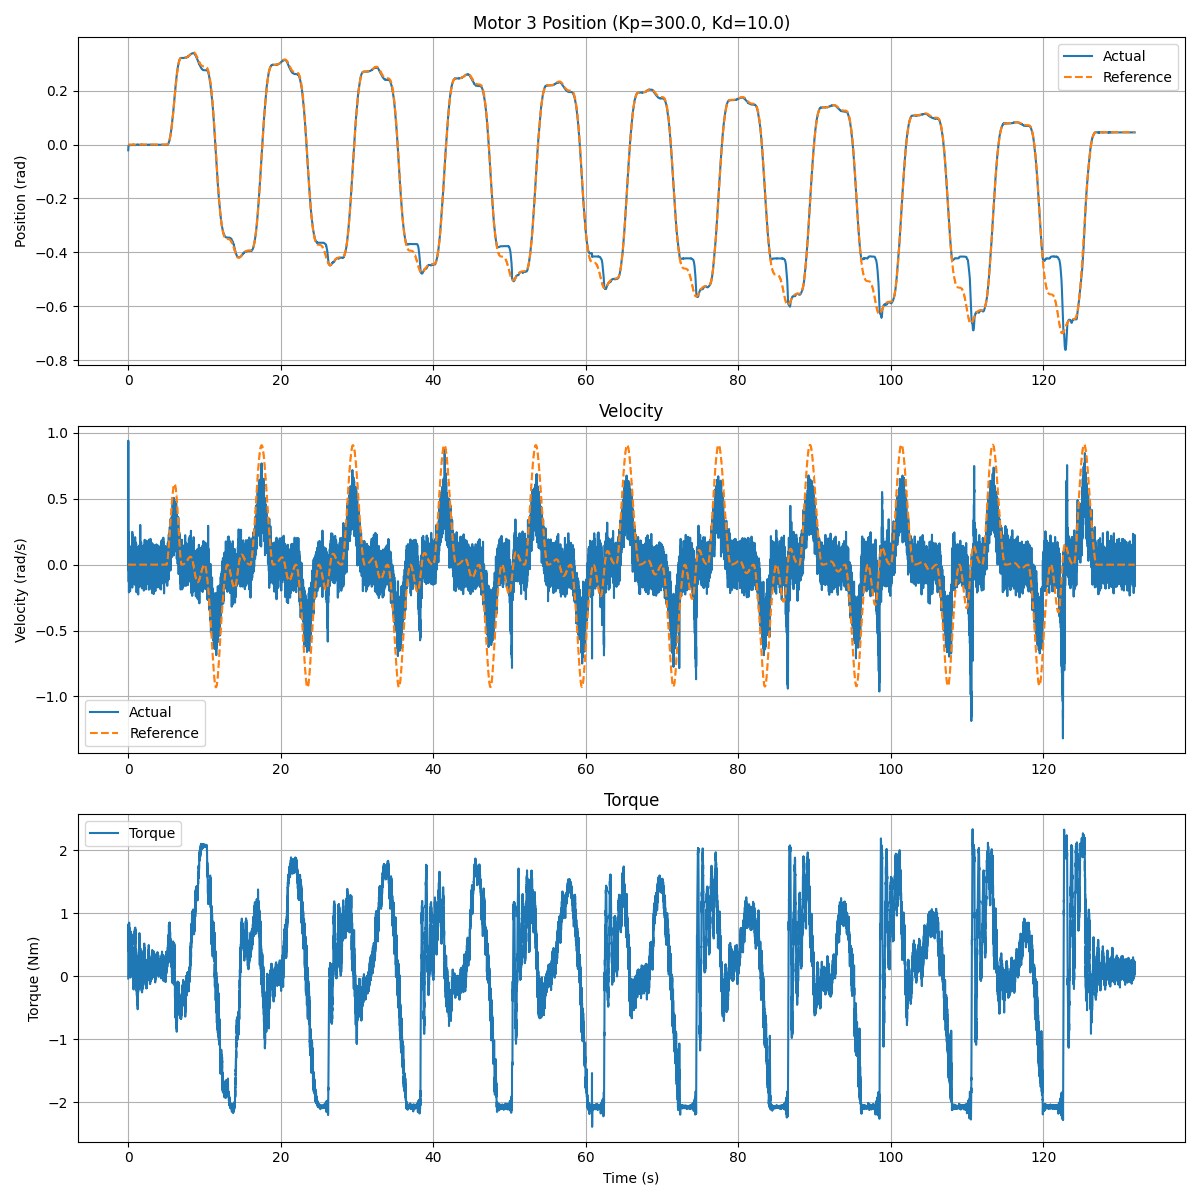 Motor 3 Position (Kp=300.0, Kd=10.0)
Actual
Reference
Position (rad)
0.2
0.0
−0.2
−0.4
−0.6
−0.8
0 20 40 60 80 100 120
Velocity
Velocity (rad/s)
1.0
0.5
0.0
−0.5
−1.0
Actual
Reference
0 20 40 60 80 100 120
Torque
Torque
Torque (Nm)
2
1
0
−1
−2
0 20 40 60 80 100 120
Time (s)